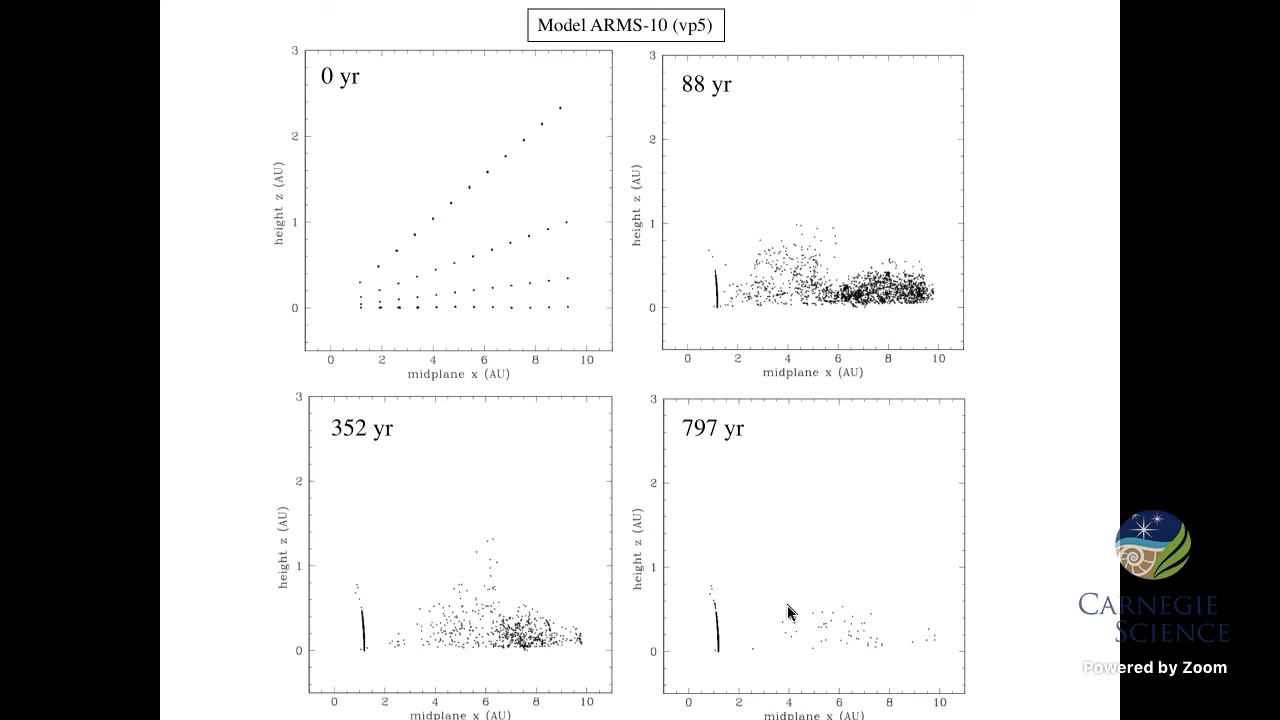 Model ARMS-10 (vp5)
0 yr
3
2
1
0
height z (AU)
0 2 4 6 8 10
midplane x (AU)
88 yr
3
2
1
0
height z (AU)
0 2 4 6 8 10
midplane x (AU)
352 yr
3
2
1
0
height z (AU)
0 2 4 6 8 10
midplane x (AU)
797 yr
3
2
1
0
height z (AU)
0 2 4 6 8 10
midplane x (AU)
CARNEGIE
SCIENCE
Powered by Zoom